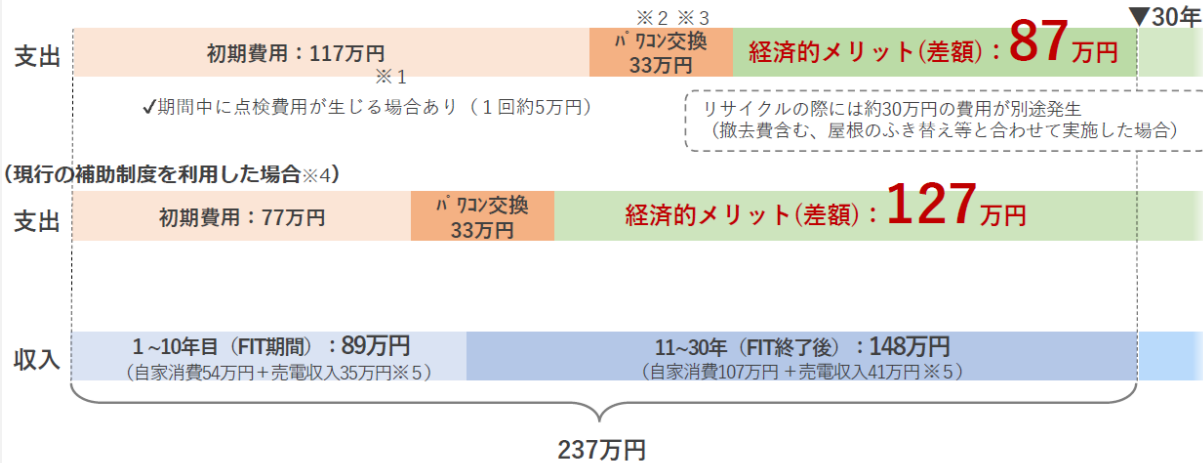 ※2 ※3
▼30年
支出
初期費用：117万円
ﾊﾟﾜｺﾝ交換
33万円
経済的メリット(差額)：87万円
※1
✓期間中に点検費用が生じる場合あり（１回約5万円）
リサイクルの際には約30万円の費用が別途発生
（撤去費含む、屋根のふき替え等と合わせて実施した場合）
（現行の補助制度を利用した場合※4）
支出
初期費用：77万円
ﾊﾟﾜｺﾝ交換
33万円
経済的メリット(差額)：127万円
収入
1~10年目（FIT期間）：89万円
（自家消費54万円＋売電収入35万円※５）
11~30年（FIT終了後）：148万円
（自家消費107万円＋売電収入41万円※５）
237万円